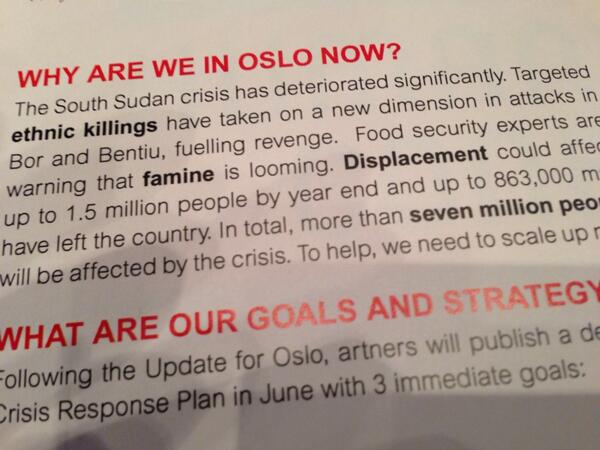 WHY ARE WE IN OSLO NOW?
The South Sudan crisis has deteriorated significantly. Targeted
ethnic killings have taken on a new dimension in attacks in
Bor and Bentiu, fuelling revenge. Food security experts are
warning that famine is looming. Displacement could affec
up to 1.5 million people by year end and up to 863,000 m
have left the country. In total, more than seven million peo
will be affected by the crisis. To help, we need to scale up r
WHAT ARE OUR GOALS AND STRATEGY
Following the Update for Oslo, artners will publish a de
Crisis Response Plan in June with 3 immediate goals: